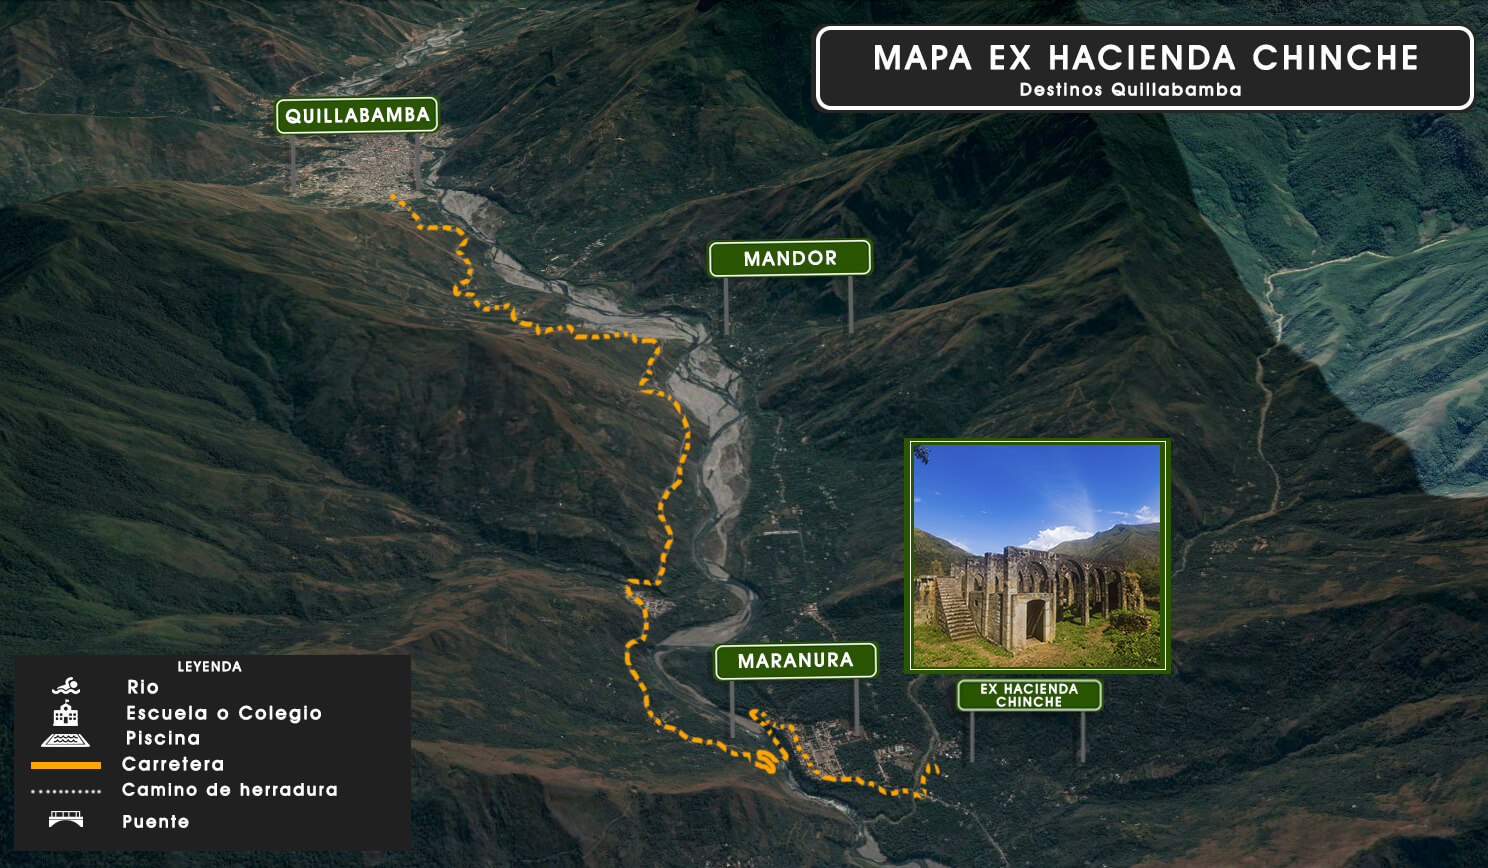 MAPA EX HACIENDA CHINCHE
Destinos Quillabamba
QUILLABAMBA
MANDOR
MARANURA
EX HACIENDA
CHINCHE
LEYENDA
Rio
Escuela o Colegio
Piscina
Carretera
Camino de herradura
Puente